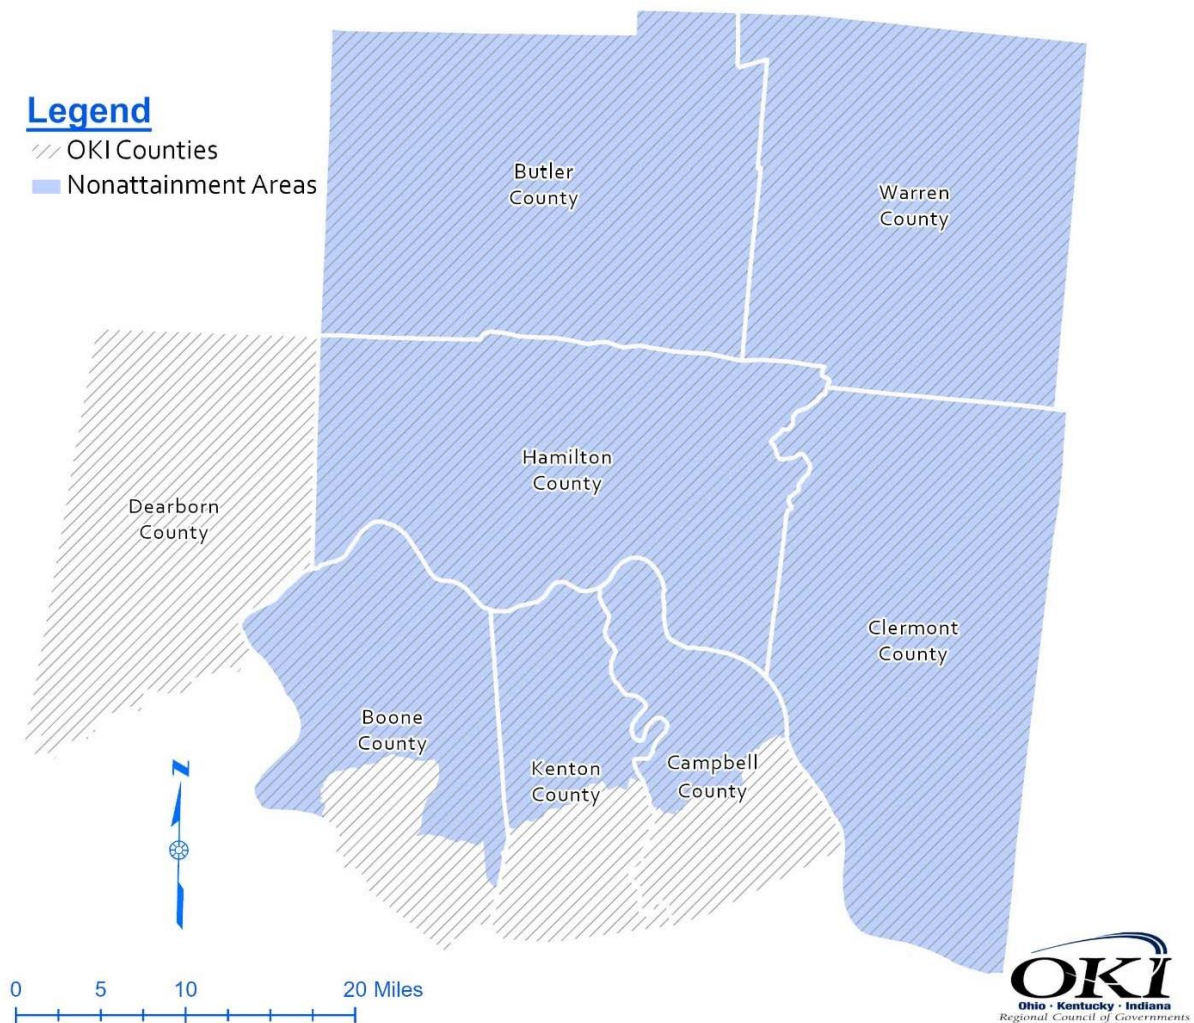 Legend
OKI Counties
Nonattainment Areas
Butler
County
Warren
County
Hamilton
County
Dearborn
County
Clermont
County
Boone
County
Kenton
County
Campbell
County
N
0 5 10 20 Miles
OKI
Ohio • Kentucky • Indiana
Regional Council of Governments